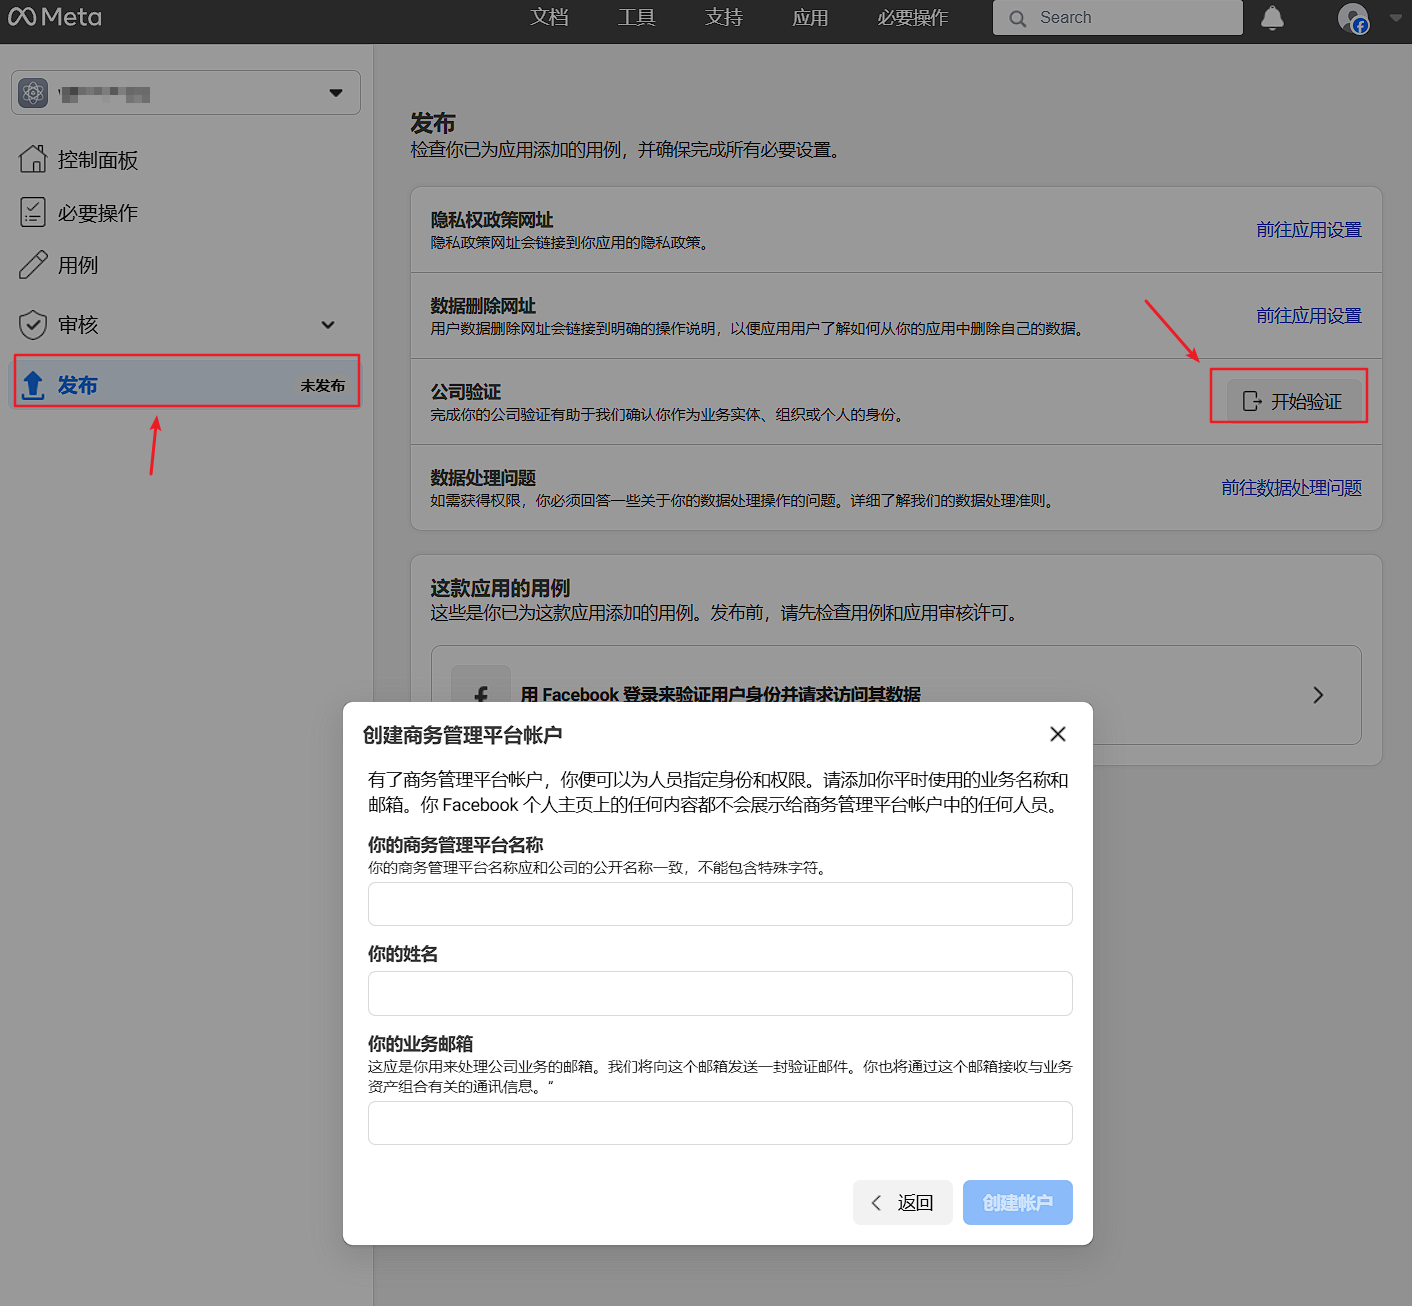 Meta
文档
工具
支持
应用
必要操作
Search
控制面板
必要操作
用例
审核
发布
未发布
发布
检查你已为应用添加的用例，并确保完成所有必要设置。
隐私权政策网址
隐私政策网址会链接到你应用的隐私政策。
前往应用设置
数据删除网址
用户数据删除网址会链接到明确的操作说明，以便应用用户了解如何从你的应用中删除自己的数据。
前往应用设置
公司验证
完成你的公司验证有助于我们确认你作为业务实体、组织或个人的身份。
开始验证
数据处理问题
如需获得权限，你必须回答一些关于你的数据处理操作的问题。详细了解我们的数据处理准则。
前往数据处理问题
这款应用的用例
这些是你已为这款应用添加的用例。发布前，请先检查用例和应用审核许可。
用 Facebook 登录来验证用户身份并请求访问其数据
创建商务管理平台帐户
有了商务管理平台帐户，你便可以为人员指定身份和权限。请添加你平时使用的业务名称和
邮箱。你 Facebook 个人主页上的任何内容都不会展示给商务管理平台帐户中的任何人员。
你的商务管理平台名称
你的商务管理平台名称应和公司的公开名称一致，不能包含特殊字符。
你的姓名
你的业务邮箱
这应是你用来处理公司业务的邮箱。我们将向这个邮箱发送一封验证邮件。你也将通过这个邮箱接收与业务
资产组合有关的通讯信息。“
返回
创建帐户